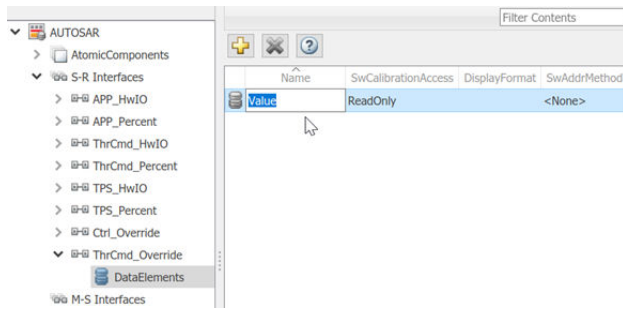 Filter Contents
AUTOSAR
AtomicComponents
S-R Interfaces
APP_HwIO
APP_Percent
ThrCmd_HwIO
ThrCmd_Percent
TPS_HwIO
TPS_Percent
Ctrl_Override
ThrCmd_Override
DataElements
M-S Interfaces
Name SwCalibrationAccess DisplayFormat SwAddrMethod
Value ReadOnly <None>